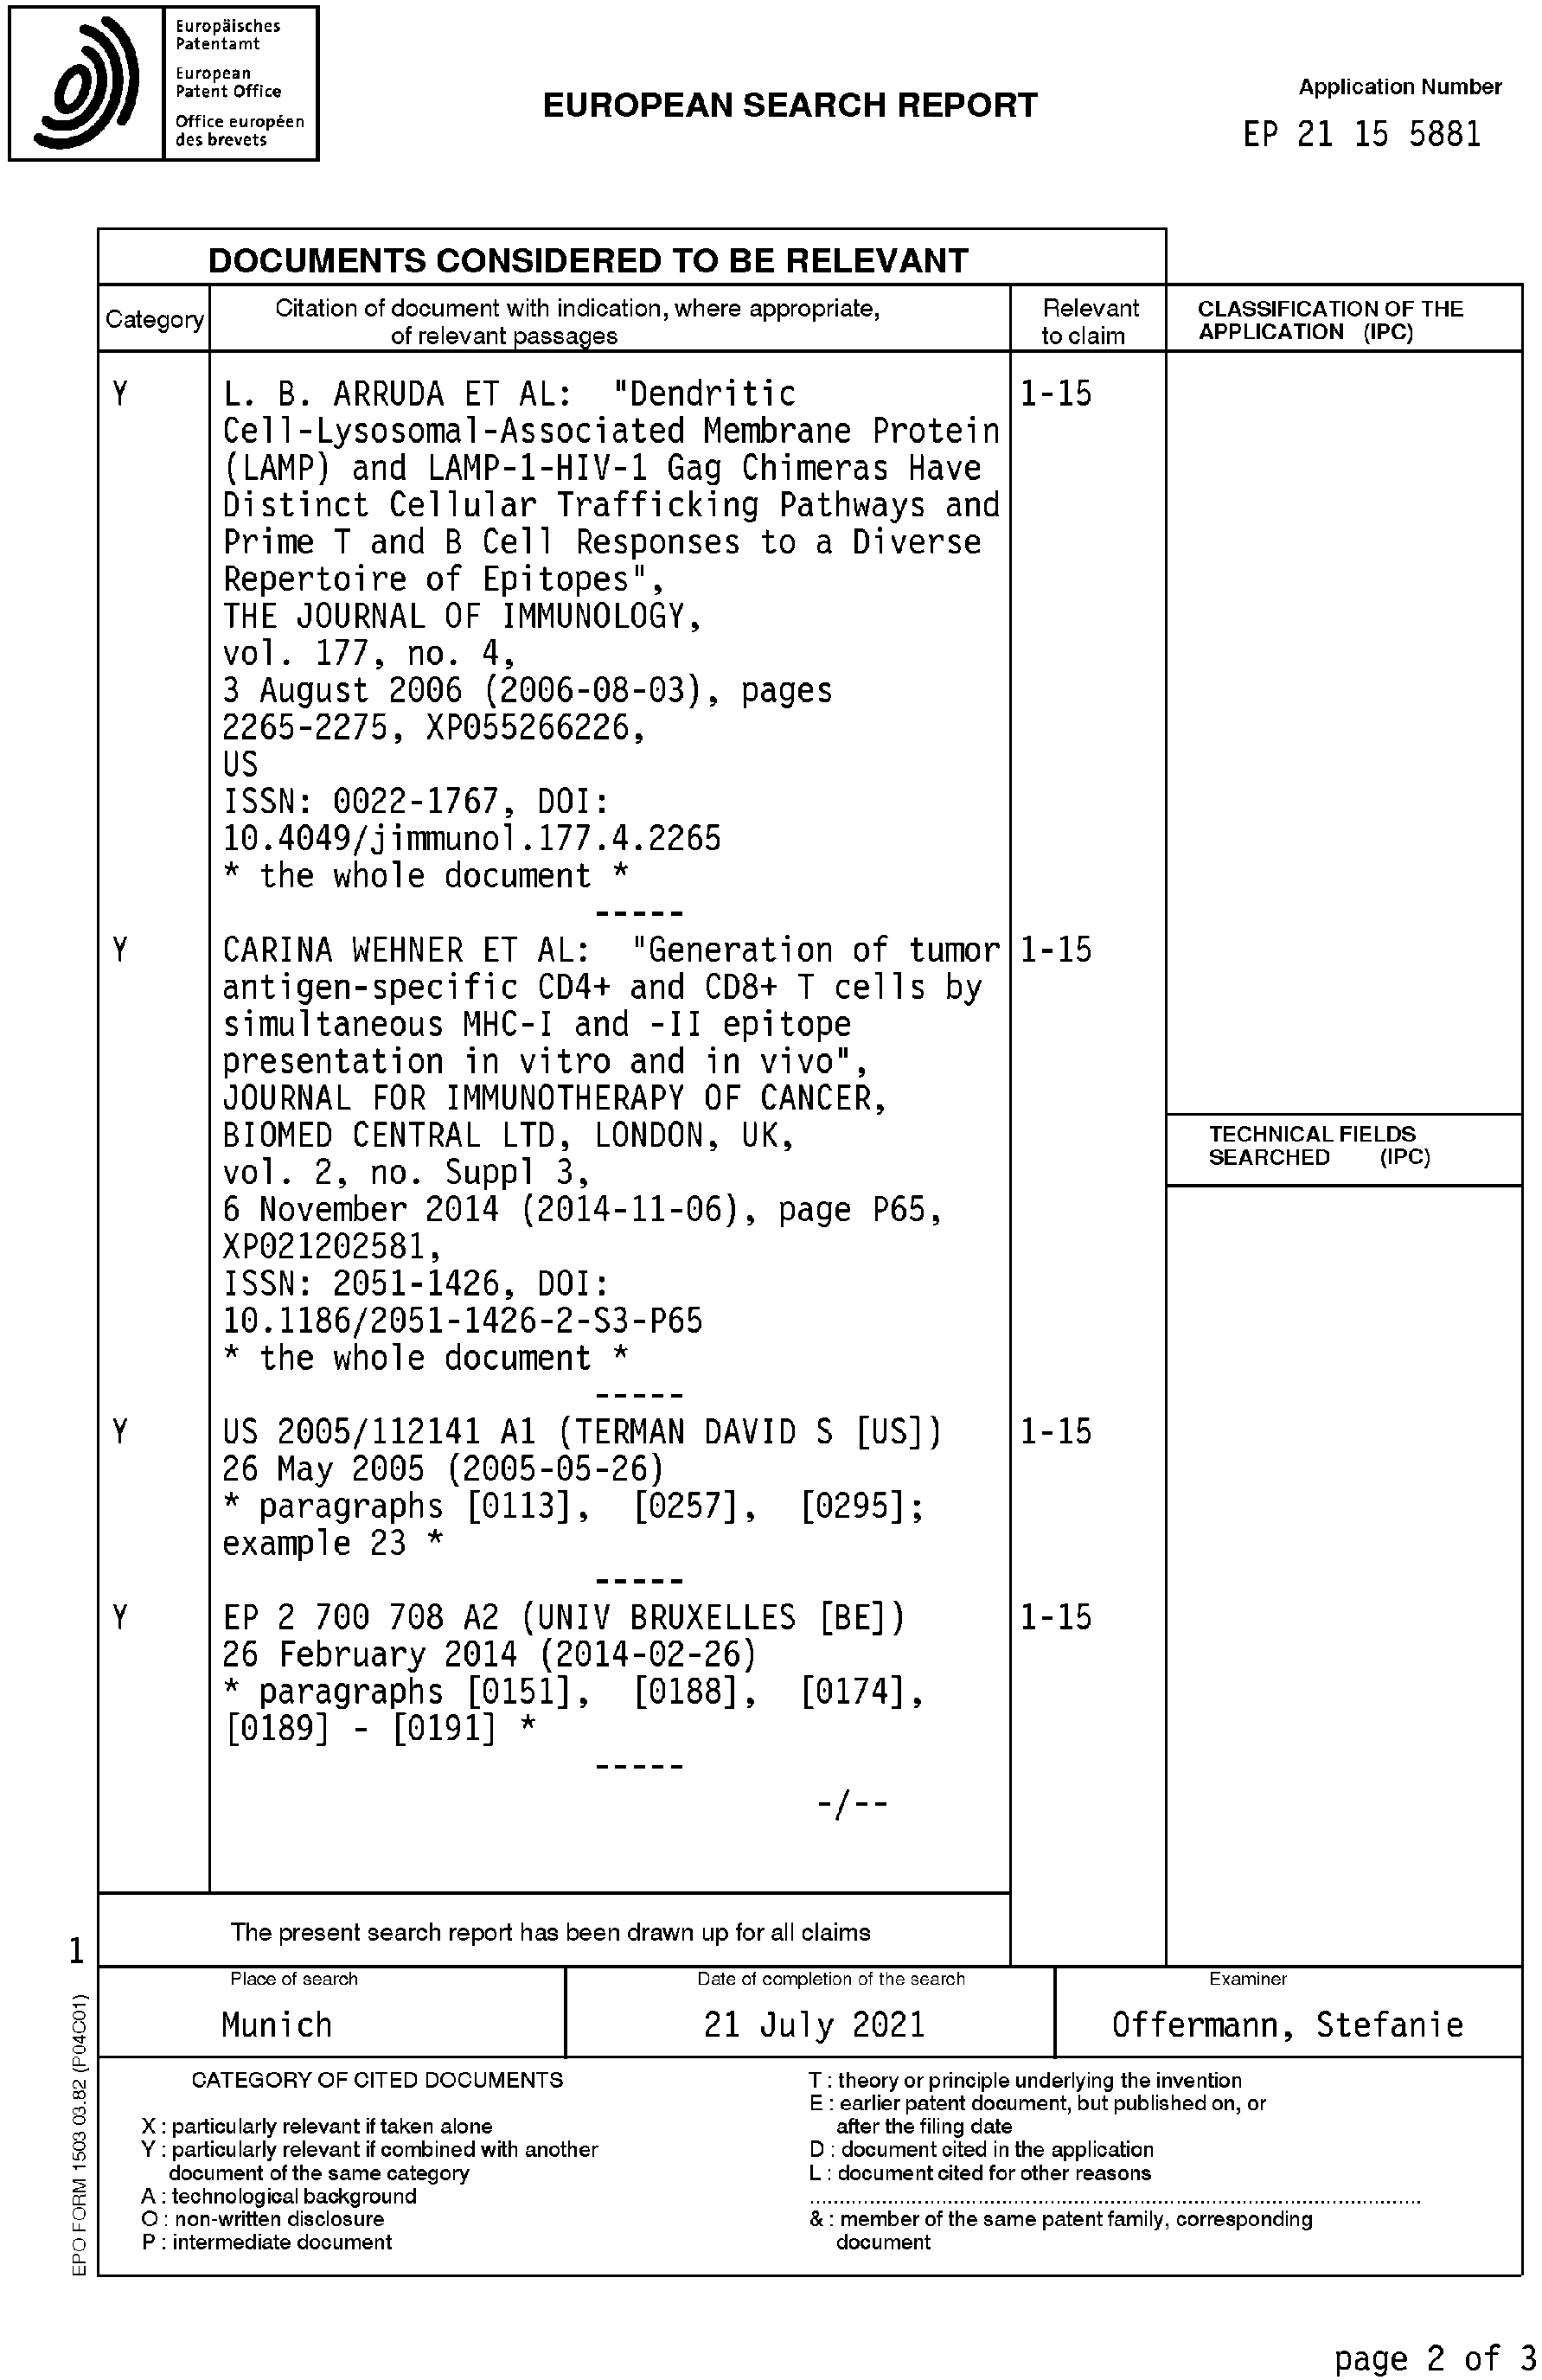 Europäisches
Patentamt
European
Patent Office
Office européen
des brevets
EUROPEAN SEARCH REPORT
Application Number
EP 21 15 5881
DOCUMENTS CONSIDERED TO BE RELEVANT
Category
Citation of document with indication, where appropriate,
of relevant passages
Relevant
to claim
CLASSIFICATION OF THE
APPLICATION (IPC)
Y
L. B. ARRUDA ET AL: "Dendritic
Cell-Lysosomal-Associated Membrane Protein
(LAMP) and LAMP-1-HIV-1 Gag Chimeras Have
Distinct Cellular Trafficking Pathways and
Prime T and B Cell Responses to a Diverse
Repertoire of Epitopes",
THE JOURNAL OF IMMUNOLOGY,
vol. 177, no. 4,
3 August 2006 (2006-08-03), pages
2265-2275, XP055266226,
US
ISSN: 0022-1767, DOI:
10.4049/jimmunol.177.4.2265
* the whole document *
-----
1-15
Y
CARINA WEHNER ET AL: "Generation of tumor
antigen-specific CD4+ and CD8+ T cells by
simultaneous MHC-I and -II epitope
presentation in vitro and in vivo",
JOURNAL FOR IMMUNOTHERAPY OF CANCER,
BIOMED CENTRAL LTD, LONDON, UK,
vol. 2, no. Suppl 3,
6 November 2014 (2014-11-06), page P65,
XP021202581,
ISSN: 2051-1426, DOI:
10.1186/2051-1426-2-S3-P65
* the whole document *
-----
1-15
TECHNICAL FIELDS
SEARCHED (IPC)
Y
US 2005/112141 A1 (TERMAN DAVID S [US])
26 May 2005 (2005-05-26)
* paragraphs [0113], [0257], [0295];
example 23 *
-----
1-15
Y
EP 2 700 708 A2 (UNIV BRUXELLES [BE])
26 February 2014 (2014-02-26)
* paragraphs [0151], [0188], [0174],
[0189] - [0191] *
-----
1-15
-/--
The present search report has been drawn up for all claims
1
Place of search
Munich
Date of completion of the search
21 July 2021
Examiner
Offermann, Stefanie
CATEGORY OF CITED DOCUMENTS
X : particularly relevant if taken alone
Y : particularly relevant if combined with another
document of the same category
A : technological background
O : non-written disclosure
P : intermediate document
T : theory or principle underlying the invention
E : earlier patent document, but published on, or
after the filing date
D : document cited in the application
L : document cited for other reasons
& : member of the same patent family, corresponding
document
EPO FORM 1503 03.82 (P04C01)
page 2 of 3